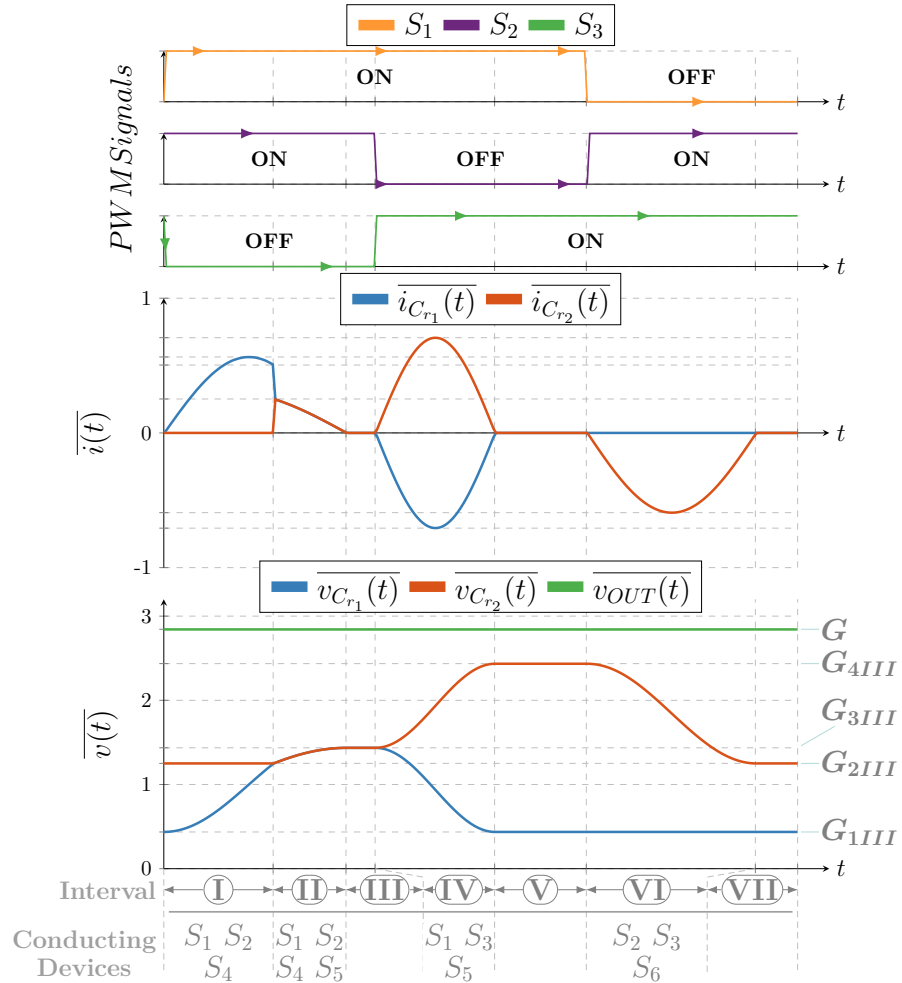 S1 S2 S3
PWM Signals
ON OFF
t
ON OFF ON
t
OFF ON
t
i_Cr1(t) i_Cr2(t)
1
0
-1
i(t)
t
v_Cr1(t) v_Cr2(t) v_OUT(t)
3
2
1
0
v(t)
G
G4III
G3III
G2III
G1III
t
Interval I II III IV V VI VII
Conducting Devices
S1 S2
S4
S1 S2
S4 S5
S1 S3
S5
S2 S3
S6